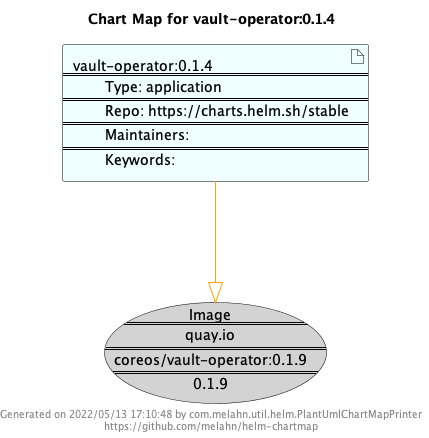 Chart Map for vault-operator:0.1.4
vault-operator:0.1.4
Type: application
Repo: https://charts.helm.sh/stable
Maintainers:
Keywords:
Image
quay.io
coreos/vault-operator:0.1.9
0.1.9
Generated on 2022/05/13 17:10:48 by com.melahn.util.helm.PlantUmlChartMapPrinter
https://github.com/melahn/helm-chartmap